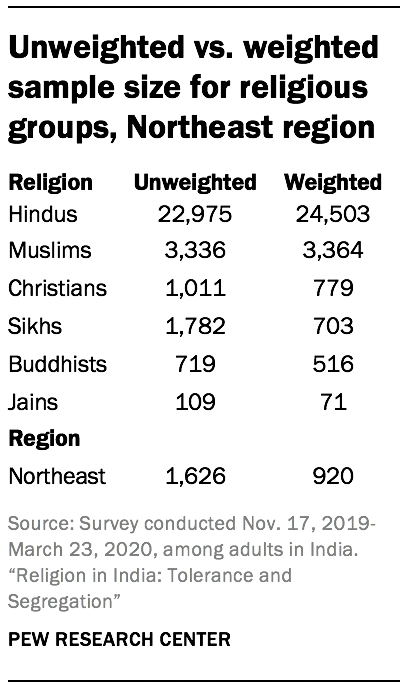 Unweighted vs. weighted
sample size for religious
groups, Northeast region
Religion Unweighted Weighted
Hindus 22,975 24,503
Muslims 3,336 3,364
Christians 1,011 779
Sikhs 1,782 703
Buddhists 719 516
Jains 109 71
Region
Northeast 1,626 920
Source: Survey conducted Nov. 17, 2019-
March 23, 2020, among adults in India.
“Religion in India: Tolerance and
Segregation”
PEW RESEARCH CENTER